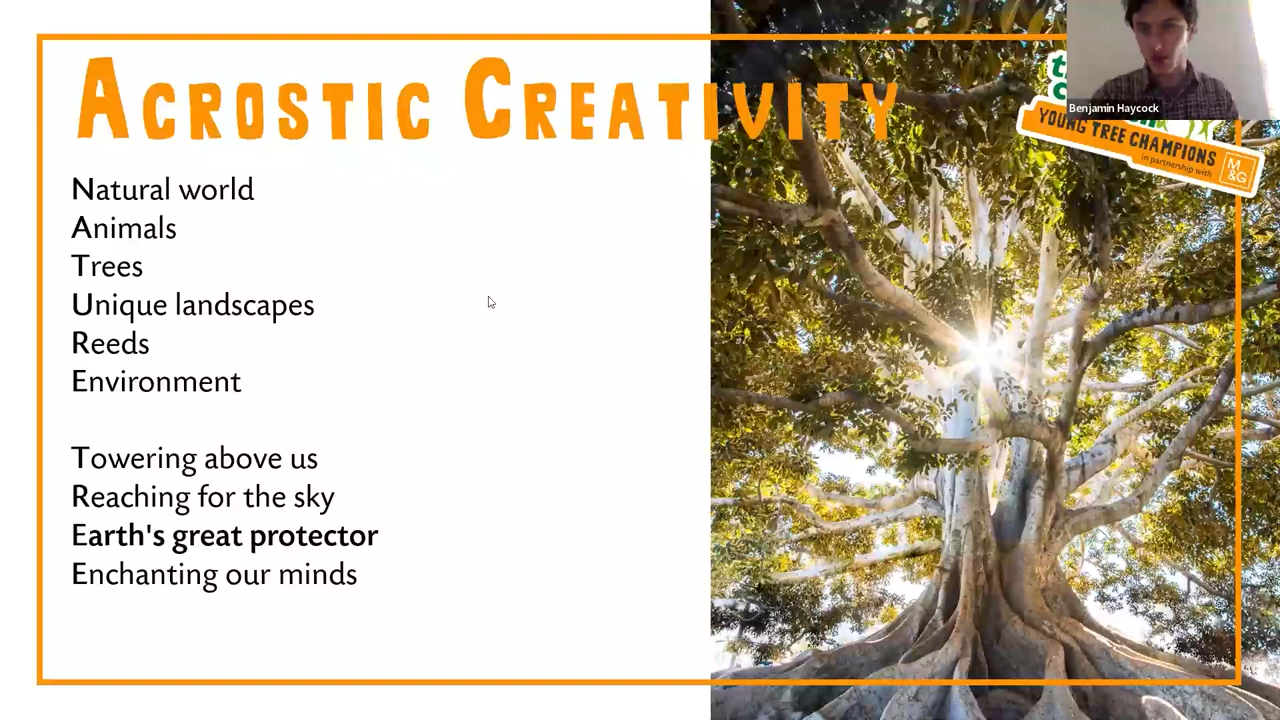 ACROSTIC CREATIVITY
Natural world
Animals
Trees
Unique landscapes
Reeds
Environment
Towering above us
Reaching for the sky
Earth's great protector
Enchanting our minds
Benjamin Haycock
YOUNG TREE CHAMPIONS
in partnership with
M
&G